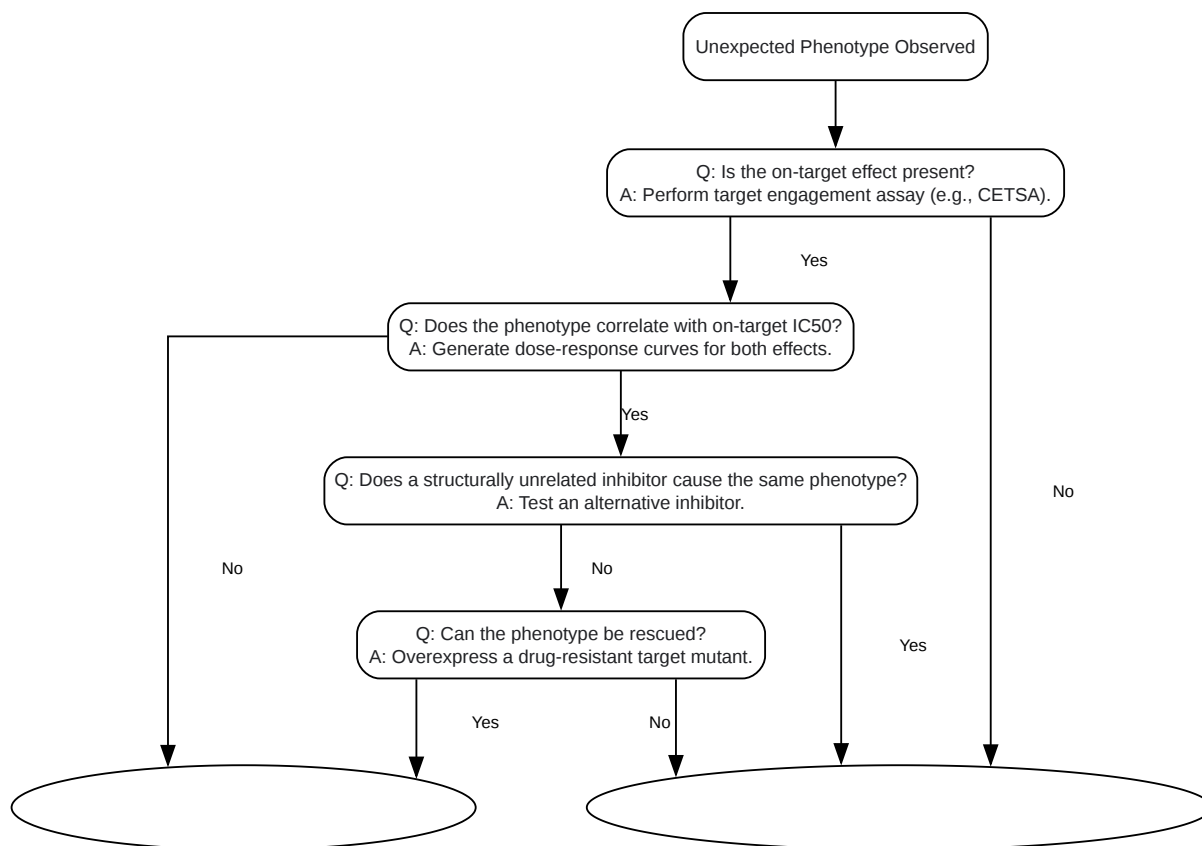 Unexpected Phenotype Observed
Q: Is the on-target effect present?
A: Perform target engagement assay (e.g., CETSA).
Yes
Q: Does the phenotype correlate with on-target IC50?
A: Generate dose-response curves for both effects.
Yes
Q: Does a structurally unrelated inhibitor cause the same phenotype?
A: Test an alternative inhibitor.
No
No
No
Q: Can the phenotype be rescued?
A: Overexpress a drug-resistant target mutant.
Yes
Yes
No